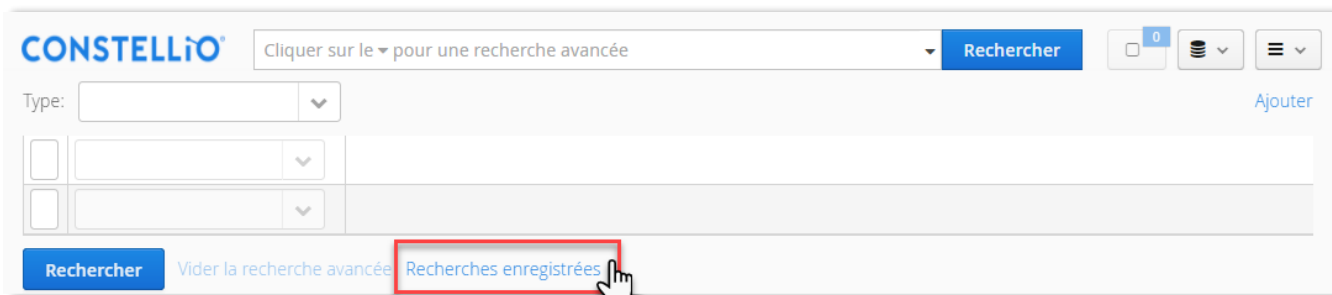 CONSTELLiO
Cliquer sur le ▾ pour une recherche avancée
Rechercher
0
Type:
Ajouter
Rechercher Vider la recherche avancée Recherches enregistrées